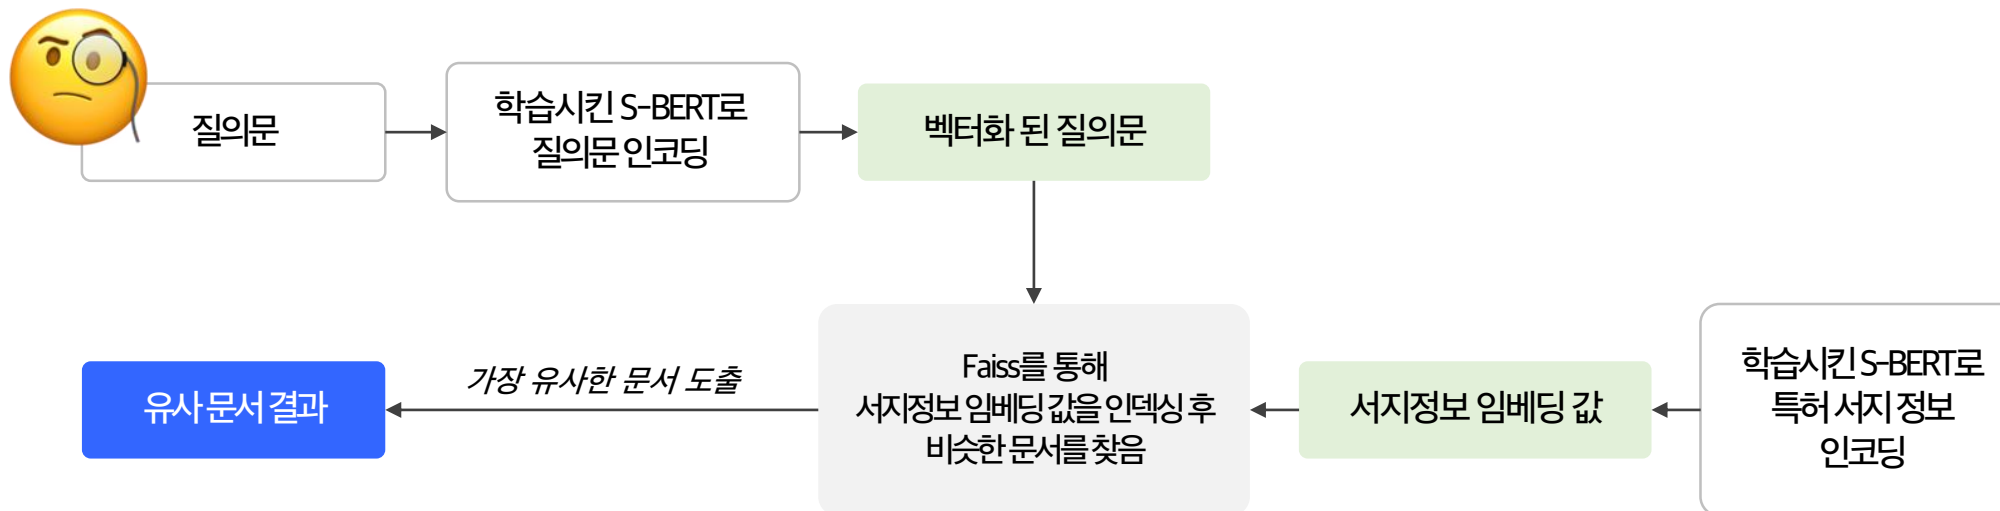 질의문
학습시킨 S-BERT로
질의문 인코딩
벡터화 된 질의문
유사 문서 결과
가장 유사한 문서 도출
Faiss를 통해
서지정보 임베딩 값을 인덱싱 후
비슷한 문서를 찾음
서지정보 임베딩 값
학습시킨 S-BERT로
특허 서지 정보
인코딩